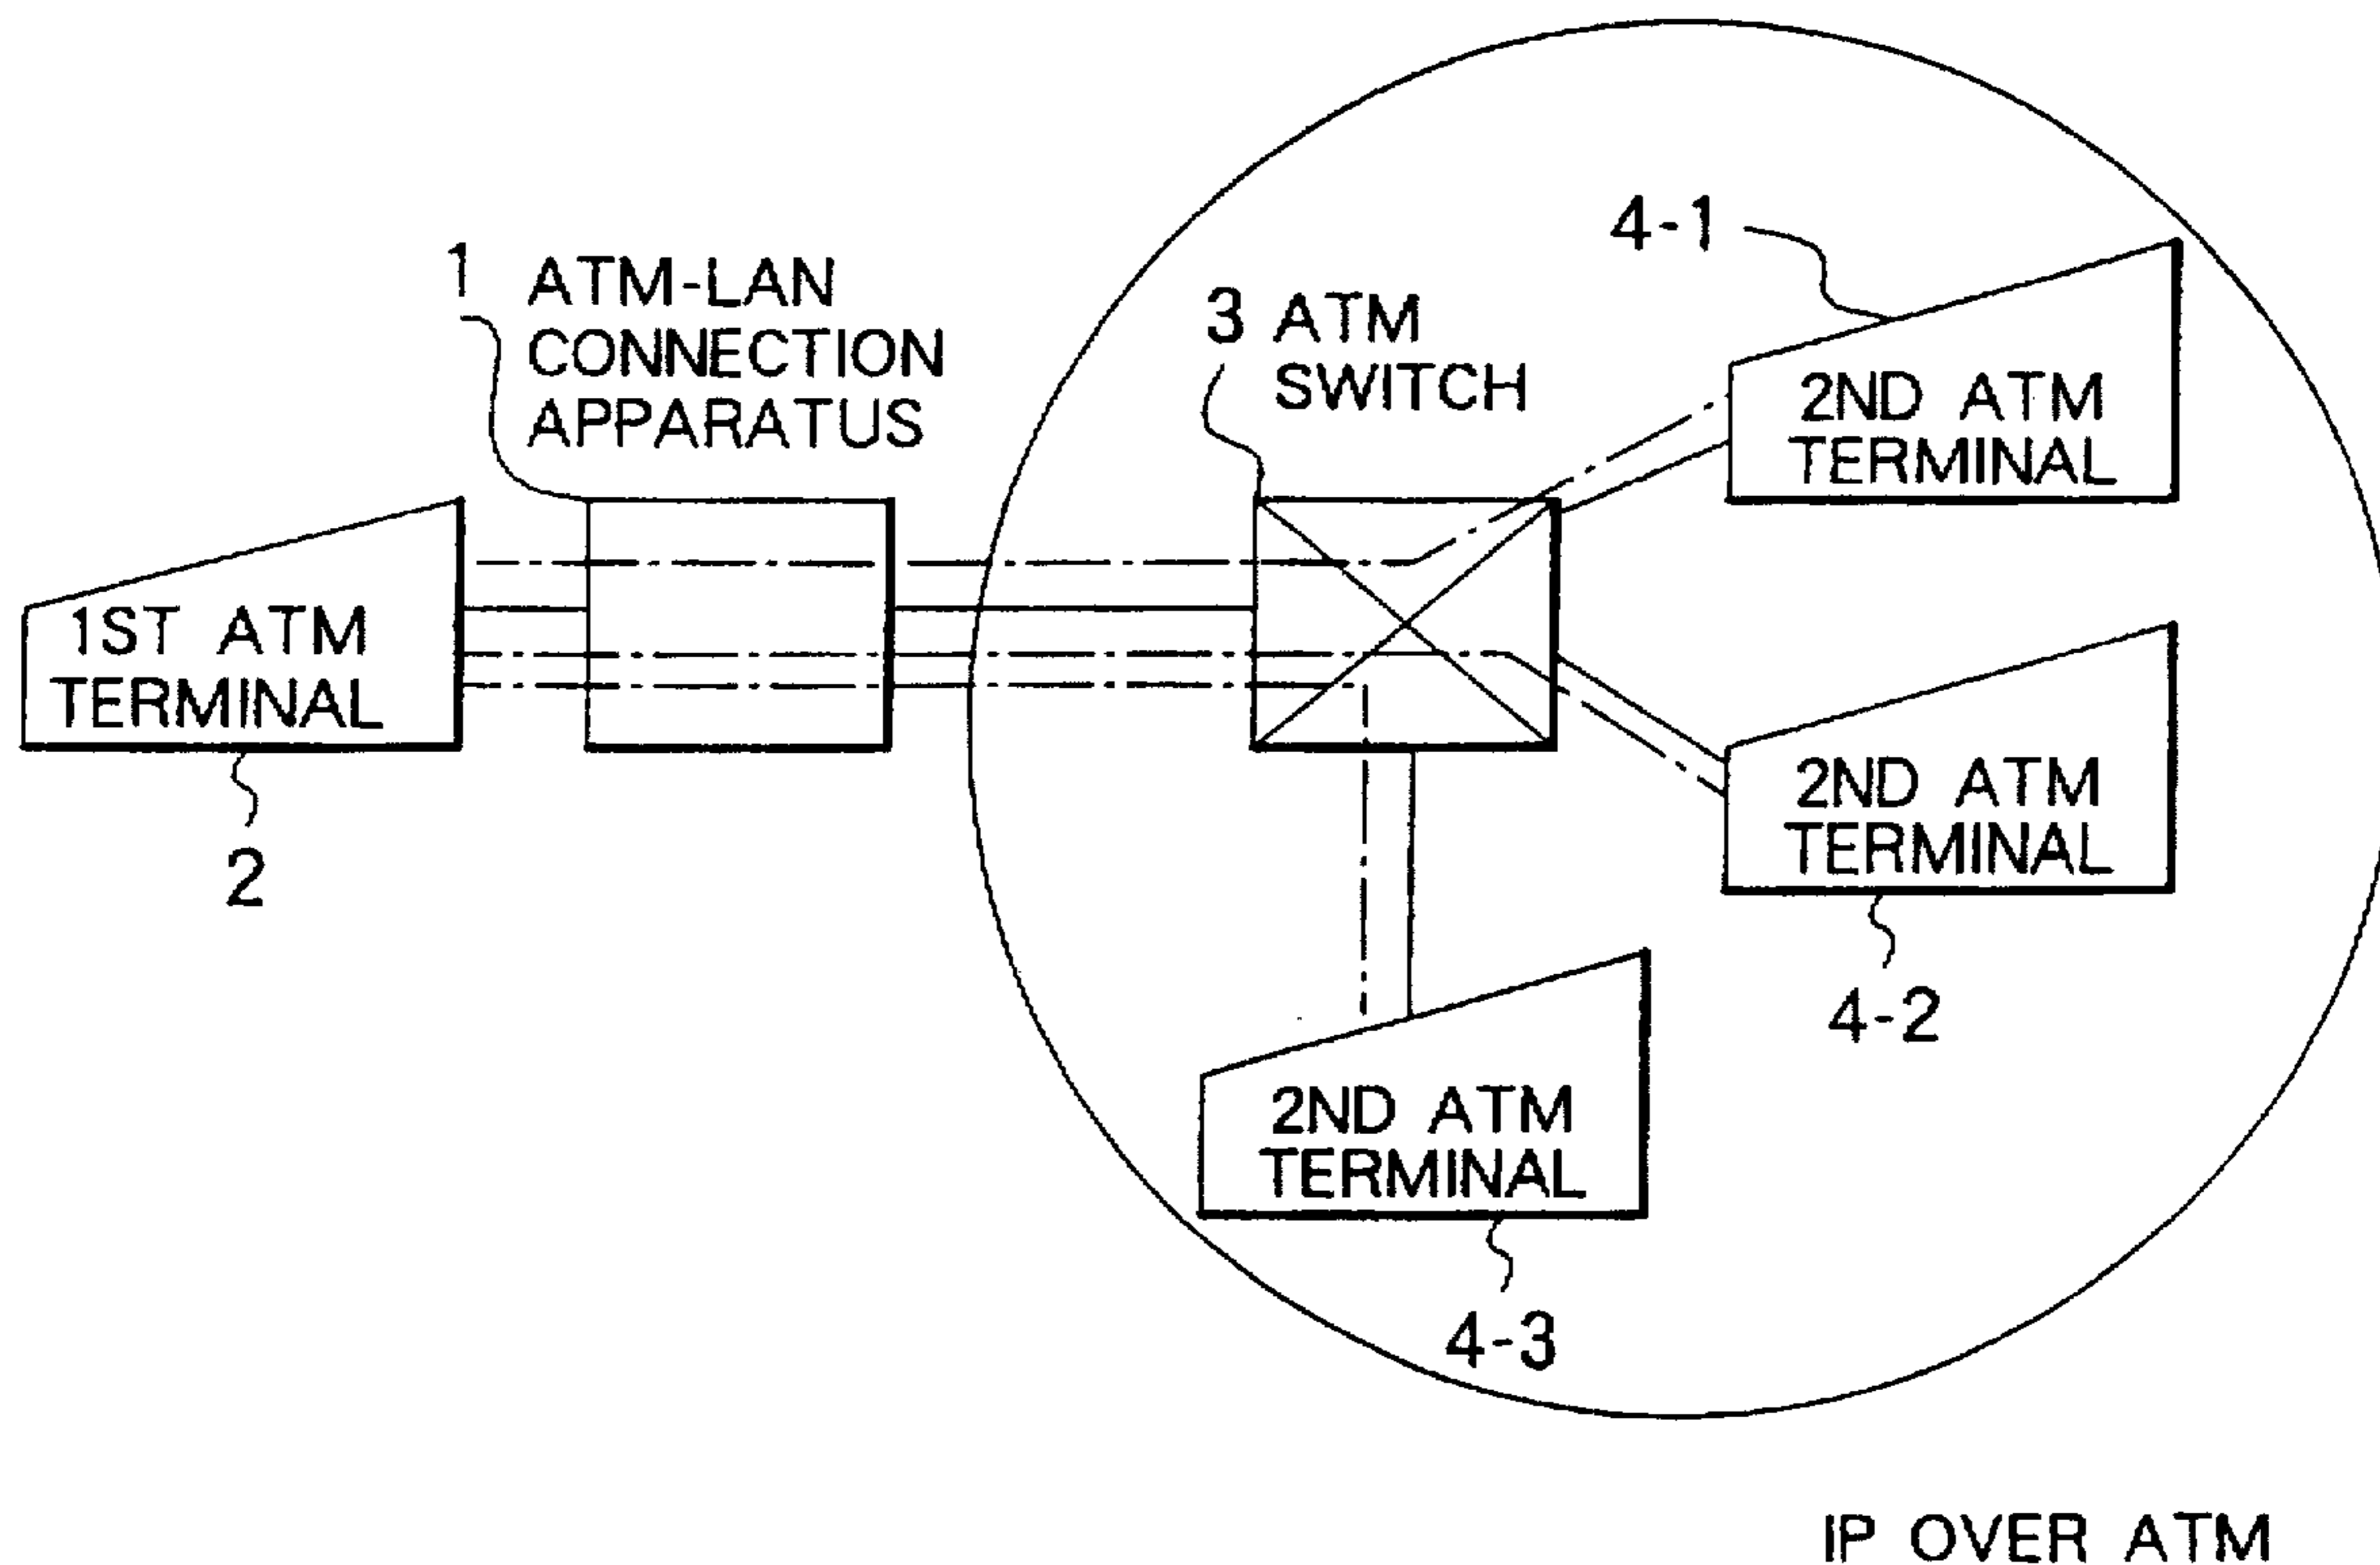 1 ATM-LAN
CONNECTION
APPARATUS
3 ATM
SWITCH
4-1
2ND ATM
TERMINAL
1ST ATM
TERMINAL
2
2ND ATM
TERMINAL
4-2
2ND ATM
TERMINAL
4-3
IP OVER ATM